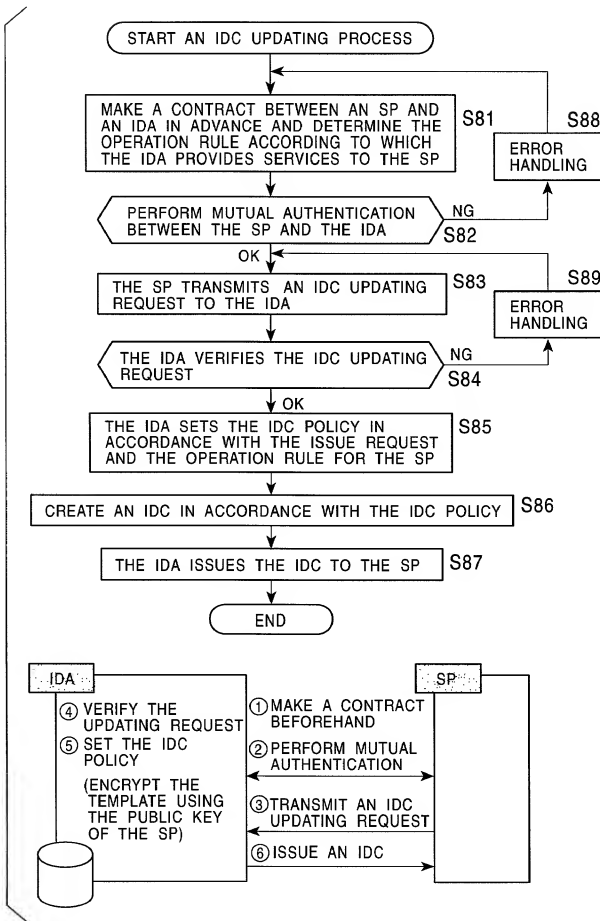 START AN IDC UPDATING PROCESS
MAKE A CONTRACT BETWEEN AN SP AND
AN IDA IN ADVANCE AND DETERMINE THE
OPERATION RULE ACCORDING TO WHICH
THE IDA PROVIDES SERVICES TO THE SP
S81
S88
ERROR
HANDLING
PERFORM MUTUAL AUTHENTICATION
BETWEEN THE SP AND THE IDA
NG
S82
OK
THE SP TRANSMITS AN IDC UPDATING
REQUEST TO THE IDA
S83
S89
ERROR
HANDLING
THE IDA VERIFIES THE IDC UPDATING
REQUEST
NG
S84
OK
THE IDA SETS THE IDC POLICY IN
ACCORDANCE WITH THE ISSUE REQUEST
AND THE OPERATION RULE FOR THE SP
S85
CREATE AN IDC IN ACCORDANCE WITH THE IDC POLICY
S86
THE IDA ISSUES THE IDC TO THE SP
S87
END
IDA
SP
④ VERIFY THE
UPDATING REQUEST
⑤ SET THE IDC
POLICY
(ENCRYPT THE
TEMPLATE USING
THE PUBLIC KEY
OF THE SP)
① MAKE A CONTRACT
BEFOREHAND
② PERFORM MUTUAL
AUTHENTICATION
③ TRANSMIT AN IDC
UPDATING REQUEST
⑥ ISSUE AN IDC